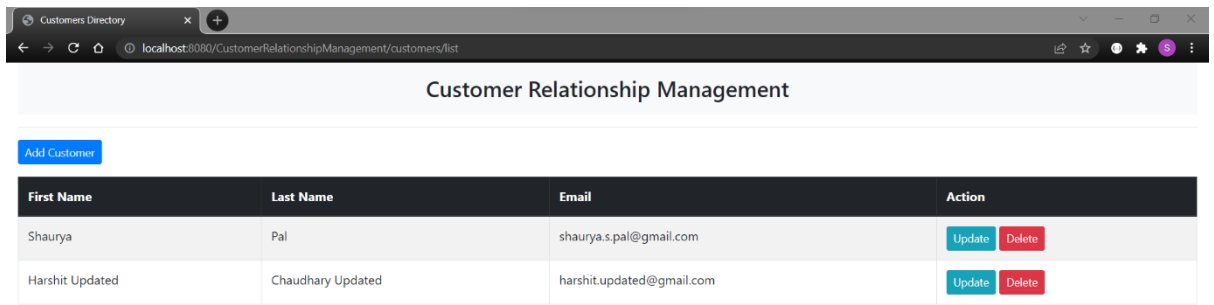 Customers Directory
localhost:8080/CustomerRelationshipManagement/customers/list
S
Customer Relationship Management
Add Customer
First Name Last Name Email Action
Shaurya Pal shaurya.s.pal@gmail.com Update Delete
Harshit Updated Chaudhary Updated harshit.updated@gmail.com Update Delete